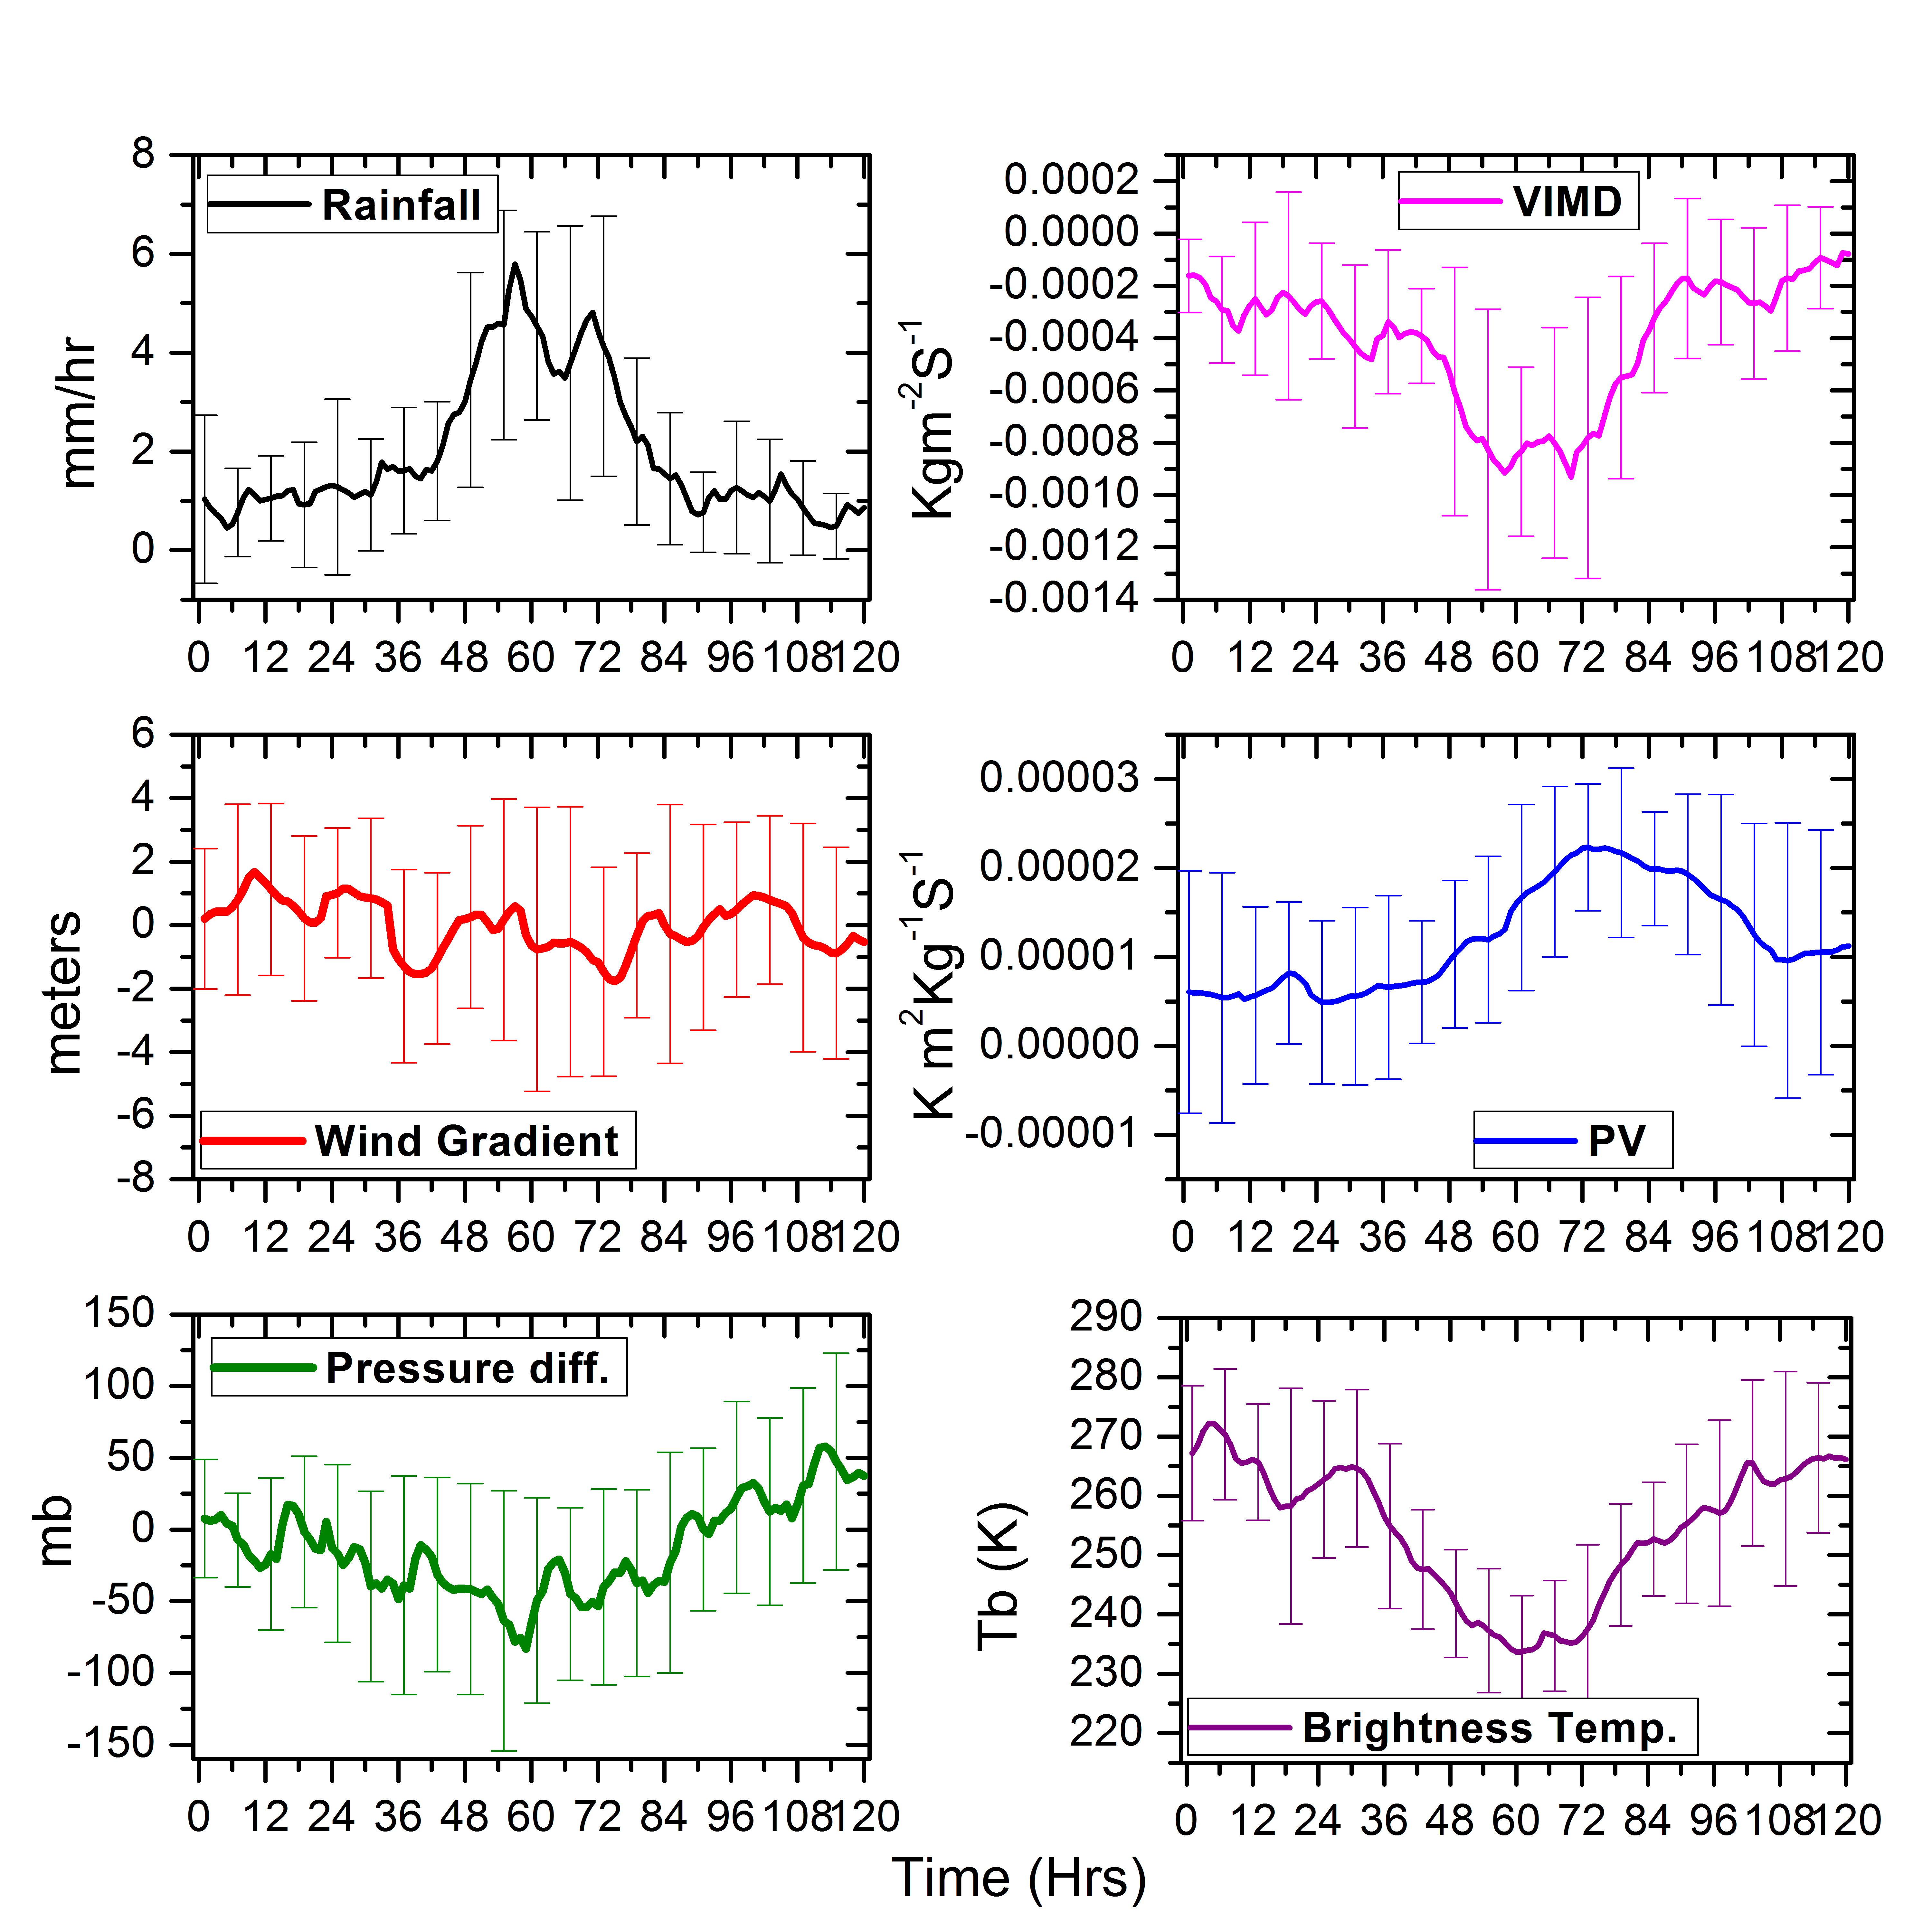 Rainfall
mm/hr
8
6
4
2
0
0 12 24 36 48 60 72 84 96 108 120
VIMD
Kgm-2S-1
0.0002
0.0000
-0.0002
-0.0004
-0.0006
-0.0008
-0.0010
-0.0012
-0.0014
0 12 24 36 48 60 72 84 96 108 120
Wind Gradient
meters
6
4
2
0
-2
-4
-6
-8
0 12 24 36 48 60 72 84 96 108 120
PV
K m2Kg-1S-1
0.00003
0.00002
0.00001
0.00000
-0.00001
0 12 24 36 48 60 72 84 96 108 120
Pressure diff.
mb
150
100
50
0
-50
-100
-150
0 12 24 36 48 60 72 84 96 108 120
Brightness Temp.
Tb (K)
290
280
270
260
250
240
230
220
0 12 24 36 48 60 72 84 96 108 120
Time (Hrs)